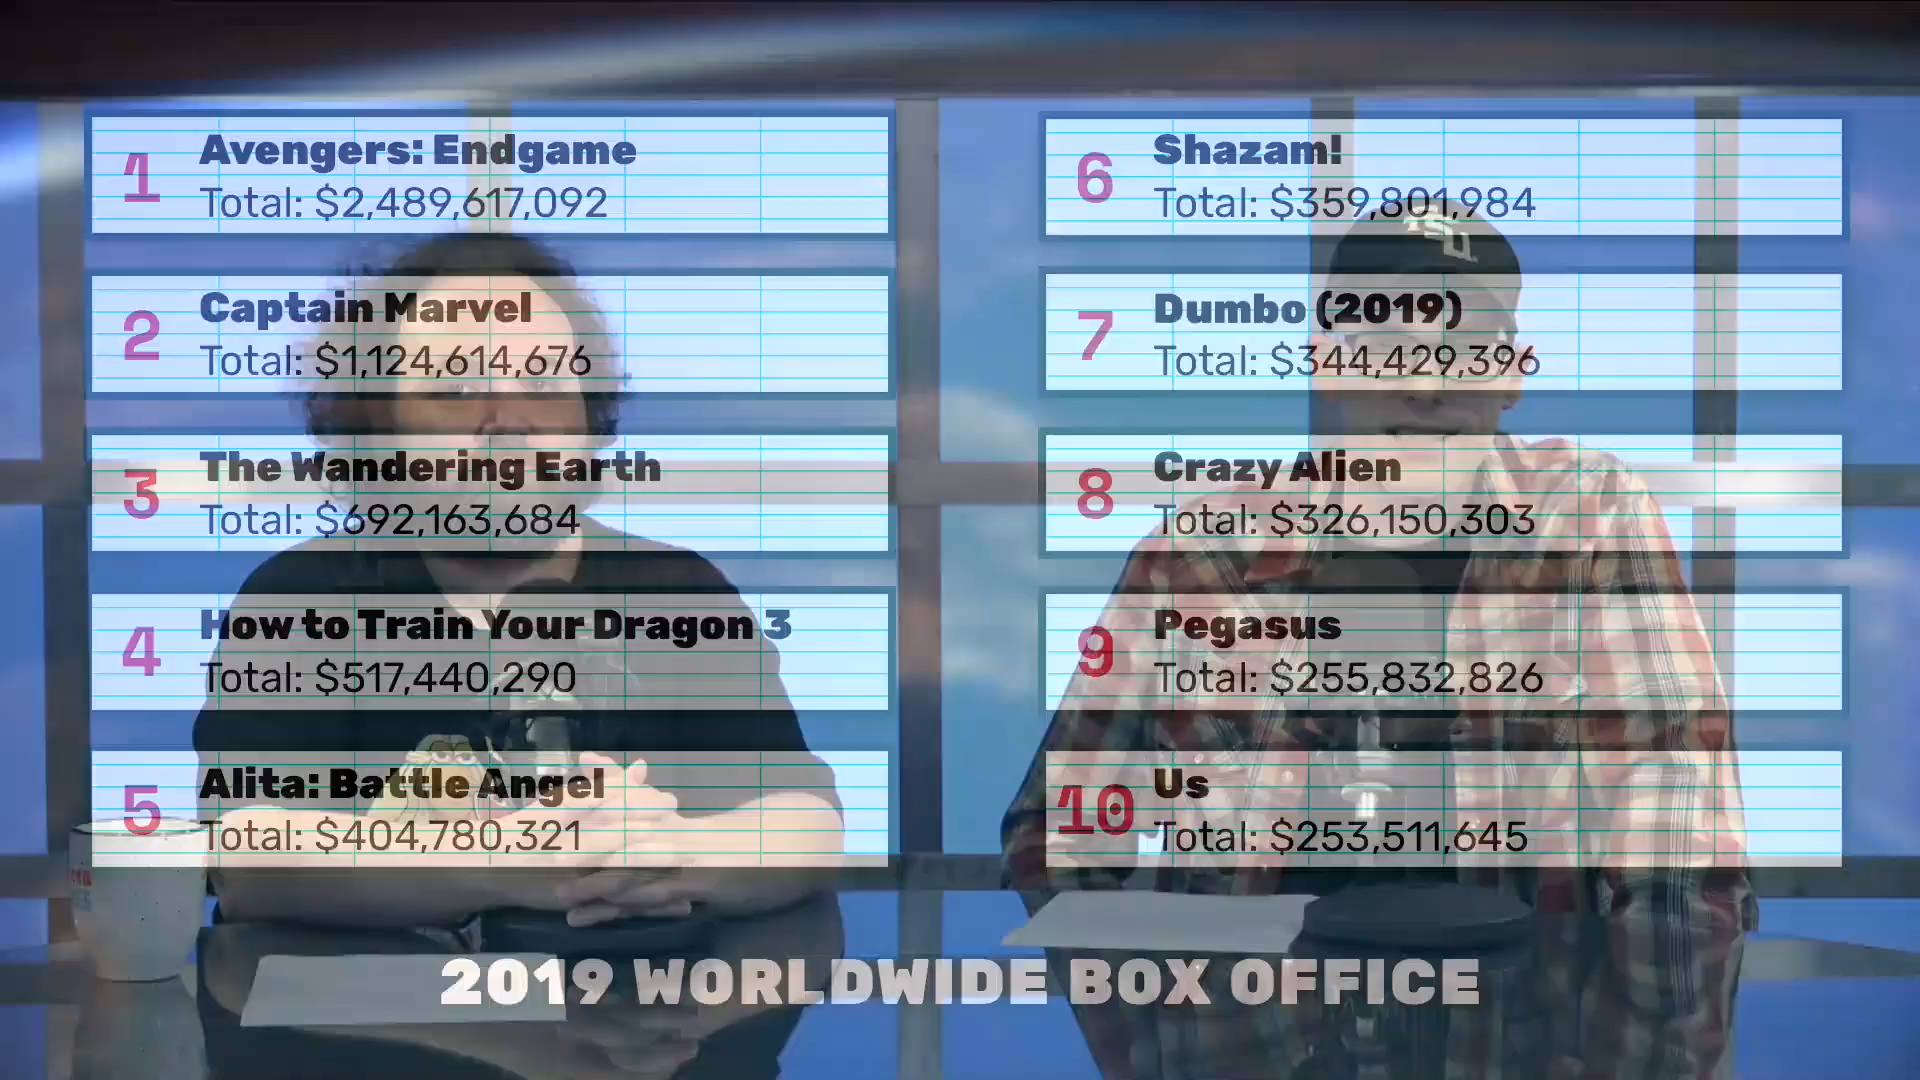 1
Avengers: Endgame
Total: $2,489,617,092
2
Captain Marvel
Total: $1,124,614,676
3
The Wandering Earth
Total: $692,163,684
4
How to Train Your Dragon 3
Total: $517,440,290
5
Alita: Battle Angel
Total: $404,780,321
6
Shazam!
Total: $359,801,984
7
Dumbo (2019)
Total: $344,429,396
8
Crazy Alien
Total: $326,150,303
9
Pegasus
Total: $255,832,826
10
Us
Total: $253,511,645
2019 WORLDWIDE BOX OFFICE